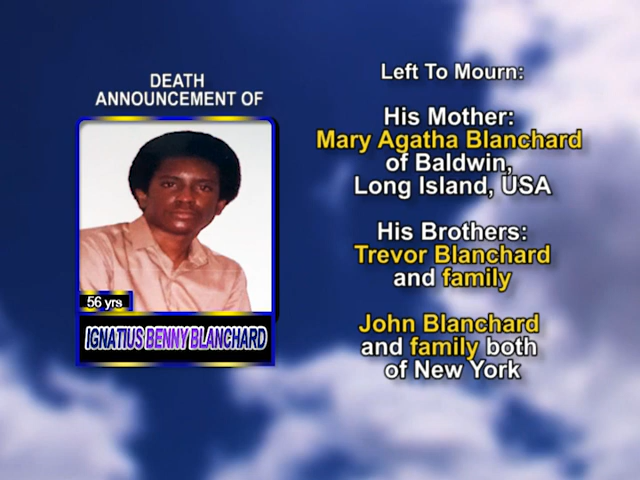 DEATH
ANNOUNCEMENT OF
56 yrs
IGNATIUS BENNY BLANCHARD
Left To Mourn:
His Mother:
Mary Agatha Blanchard
of Baldwin,
Long Island, USA
His Brothers:
Trevor Blanchard
and family
John Blanchard
and family both
of New York